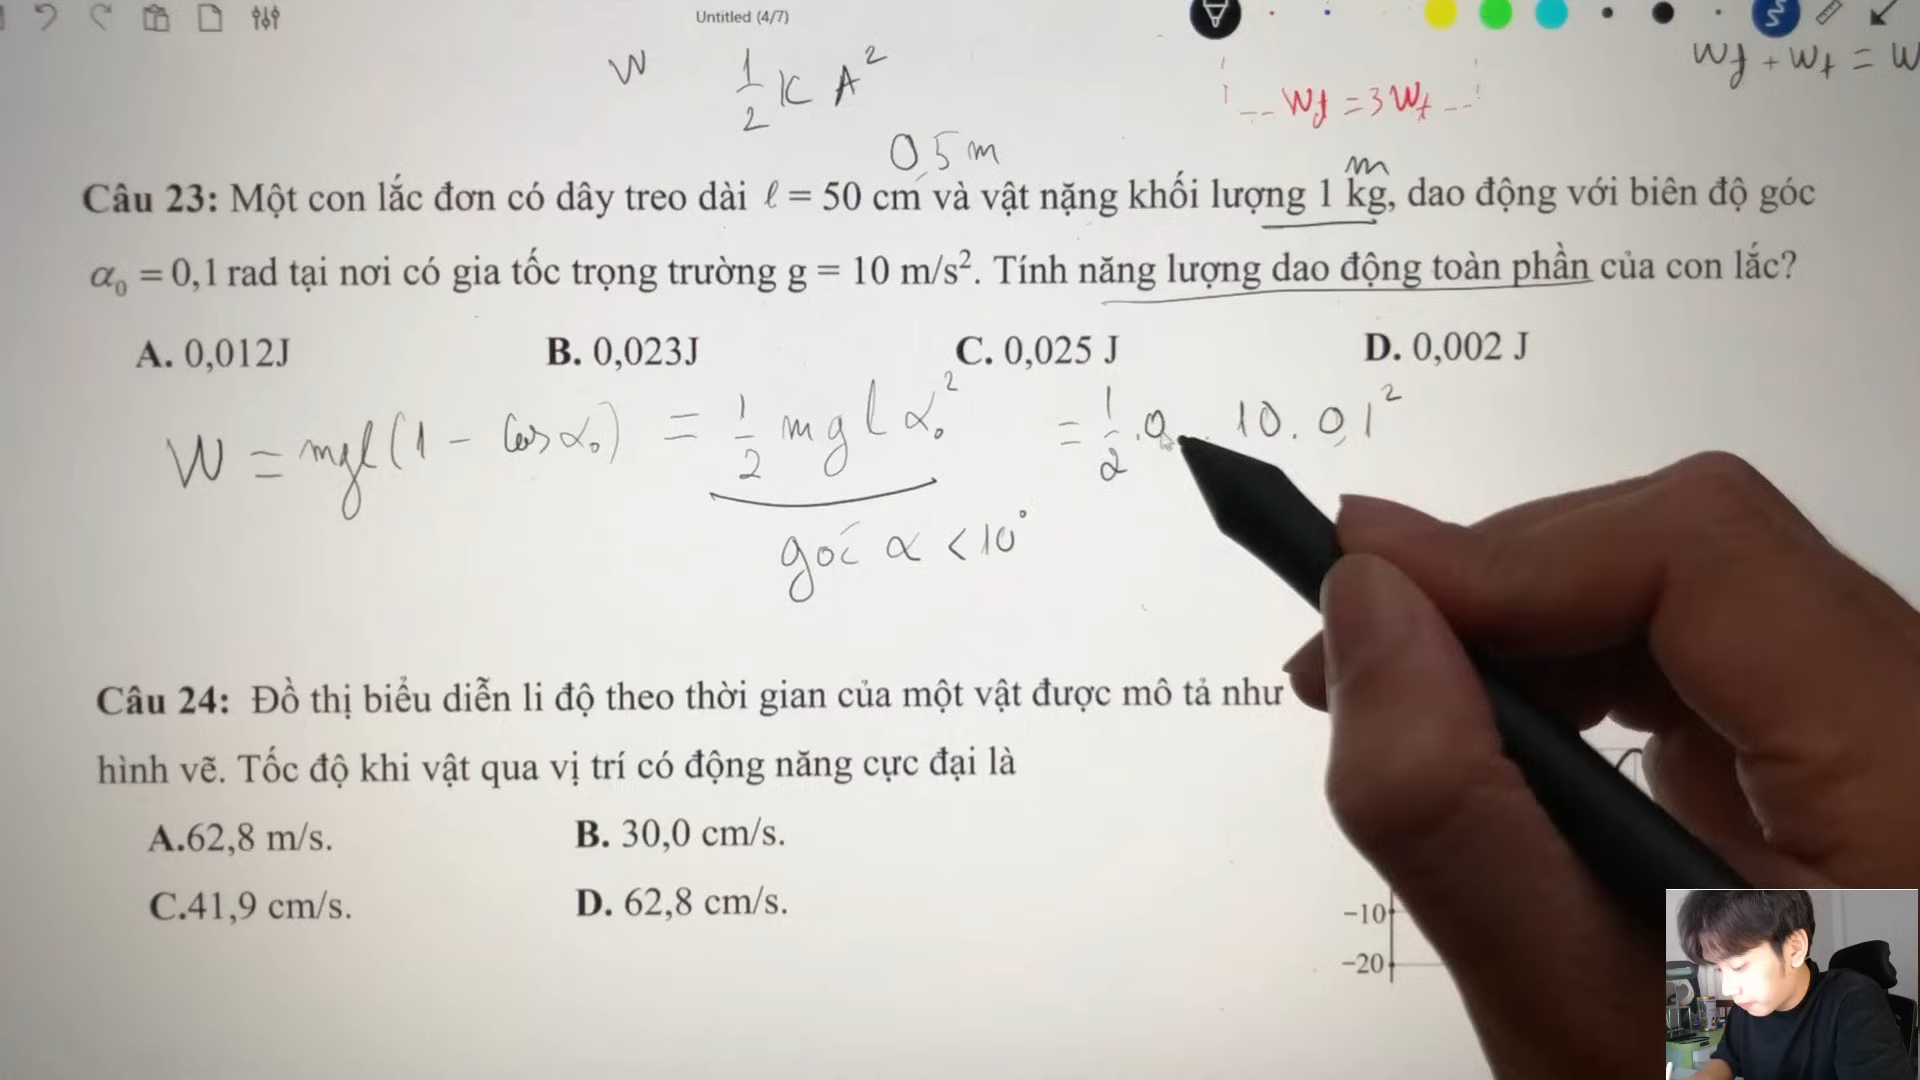 Untitled (4/7)
W 1/2 K A²
Wđ + Wt = W
-- Wđ = 3 Wt --
0,5 m
m
Câu 23: Một con lắc đơn có dây treo dài ℓ = 50 cm và vật nặng khối lượng 1 kg, dao động với biên độ góc
α₀ = 0,1 rad tại nơi có gia tốc trọng trường g = 10 m/s². Tính năng lượng dao động toàn phần của con lắc?
A. 0,012J B. 0,023J C. 0,025 J D. 0,002 J
W = mgl(1 - cos α₀) = 1/2 mglα₀² = 1/2 . 0 . 10 . 0,1²
góc α < 10°
Câu 24: Đồ thị biểu diễn li độ theo thời gian của một vật được mô tả như
hình vẽ. Tốc độ khi vật qua vị trí có động năng cực đại là
A.62,8 m/s. B. 30,0 cm/s.
C.41,9 cm/s. D. 62,8 cm/s.
-10
-20